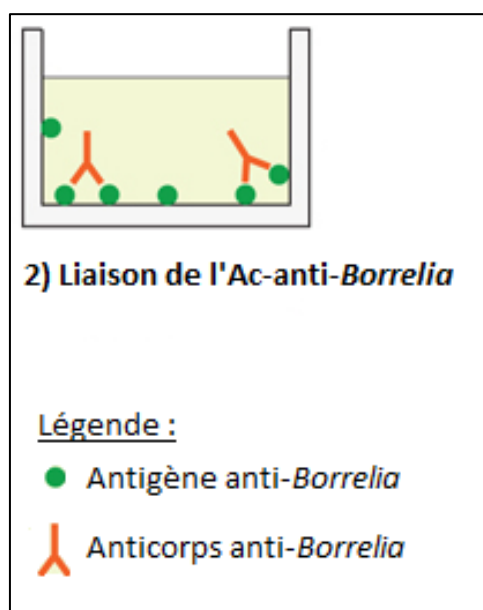 2) Liaison de l'Ac-anti-Borrelia
Légende :
Antigène anti-Borrelia
Anticorps anti-Borrelia